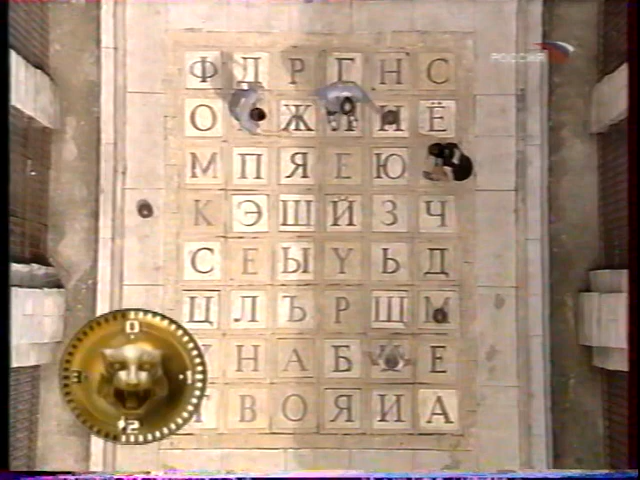 РОССИЯ
Ф Р Г Н С
О Ж Ё
М П Я Е Ю
К Э Ш Й З Ч
С Е Ы У Ь Д
Ц Л Ъ Р Щ М
Н А Б Е
В О Я И А
0
3 1
2